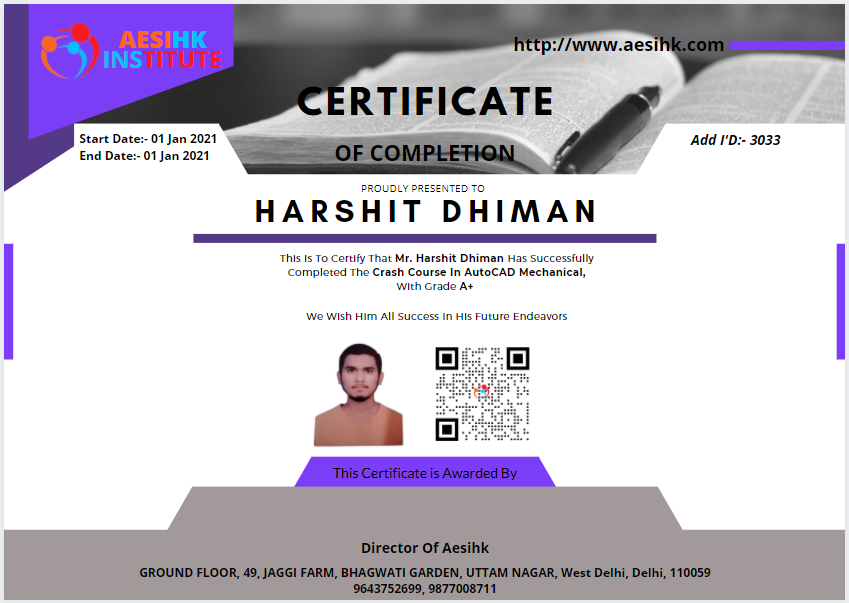 AESIHK
INSTITUTE
http://www.aesihk.com
CERTIFICATE
OF COMPLETION
Start Date:- 01 Jan 2021
End Date:- 01 Jan 2021
Add I'D:- 3033
PROUDLY PRESENTED TO
HARSHIT DHIMAN
This Is To Certify That Mr. Harshit Dhiman Has Successfully
Completed The Crash Course In AutoCAD Mechanical,
With Grade A+
We Wish Him All Success In His Future Endeavors
This Certificate is Awarded By
Director Of Aesihk
GROUND FLOOR, 49, JAGGI FARM, BHAGWATI GARDEN, UTTAM NAGAR, West Delhi, Delhi, 110059
9643752699, 9877008711